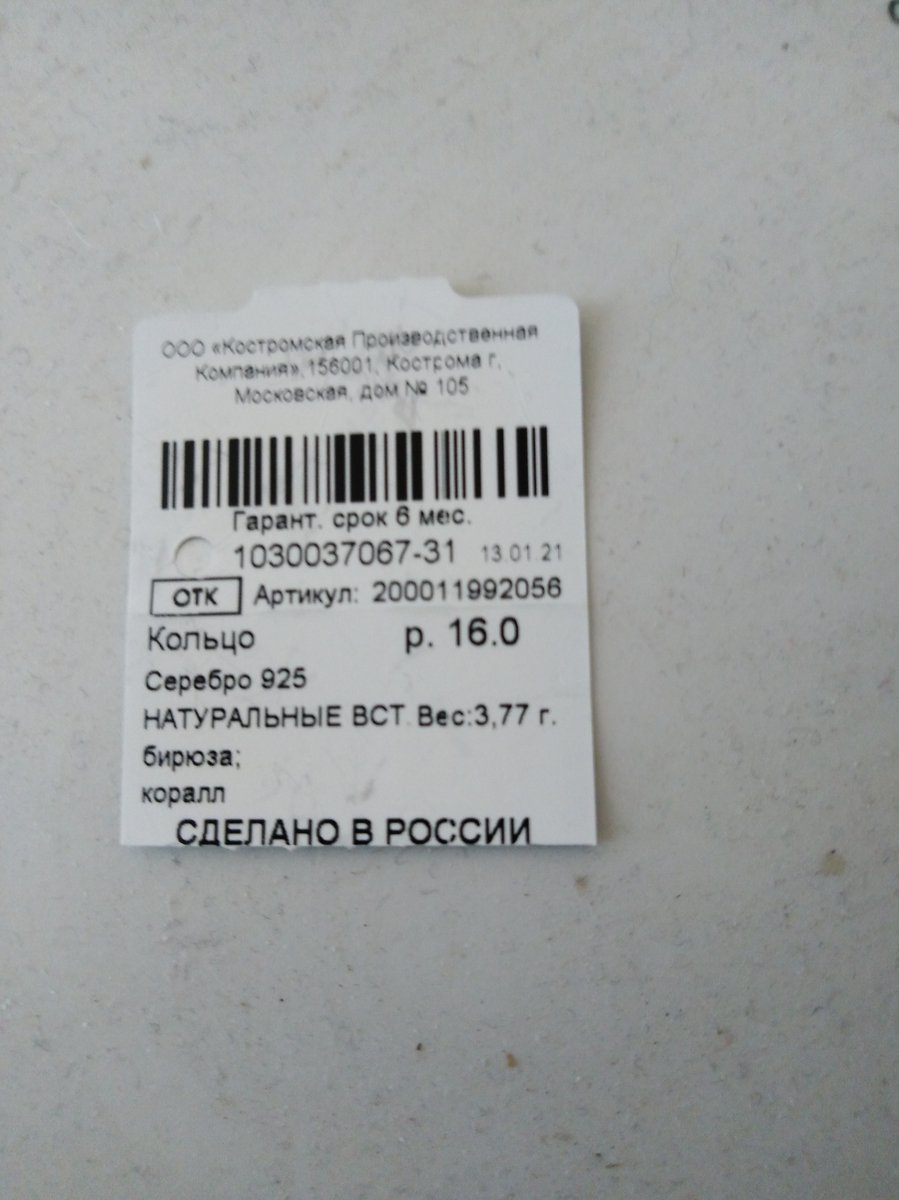 ООО «Костромская Производственная
Компания», 156001, Кострома г,
Московская, дом № 105
Гарант. срок 6 мес.
1030037067-31 13.01.21
ОТК Артикул: 200011992056
Кольцо р. 16.0
Серебро 925
НАТУРАЛЬНЫЕ ВСТ. Вес:3,77 г.
бирюза;
коралл
СДЕЛАНО В РОССИИ